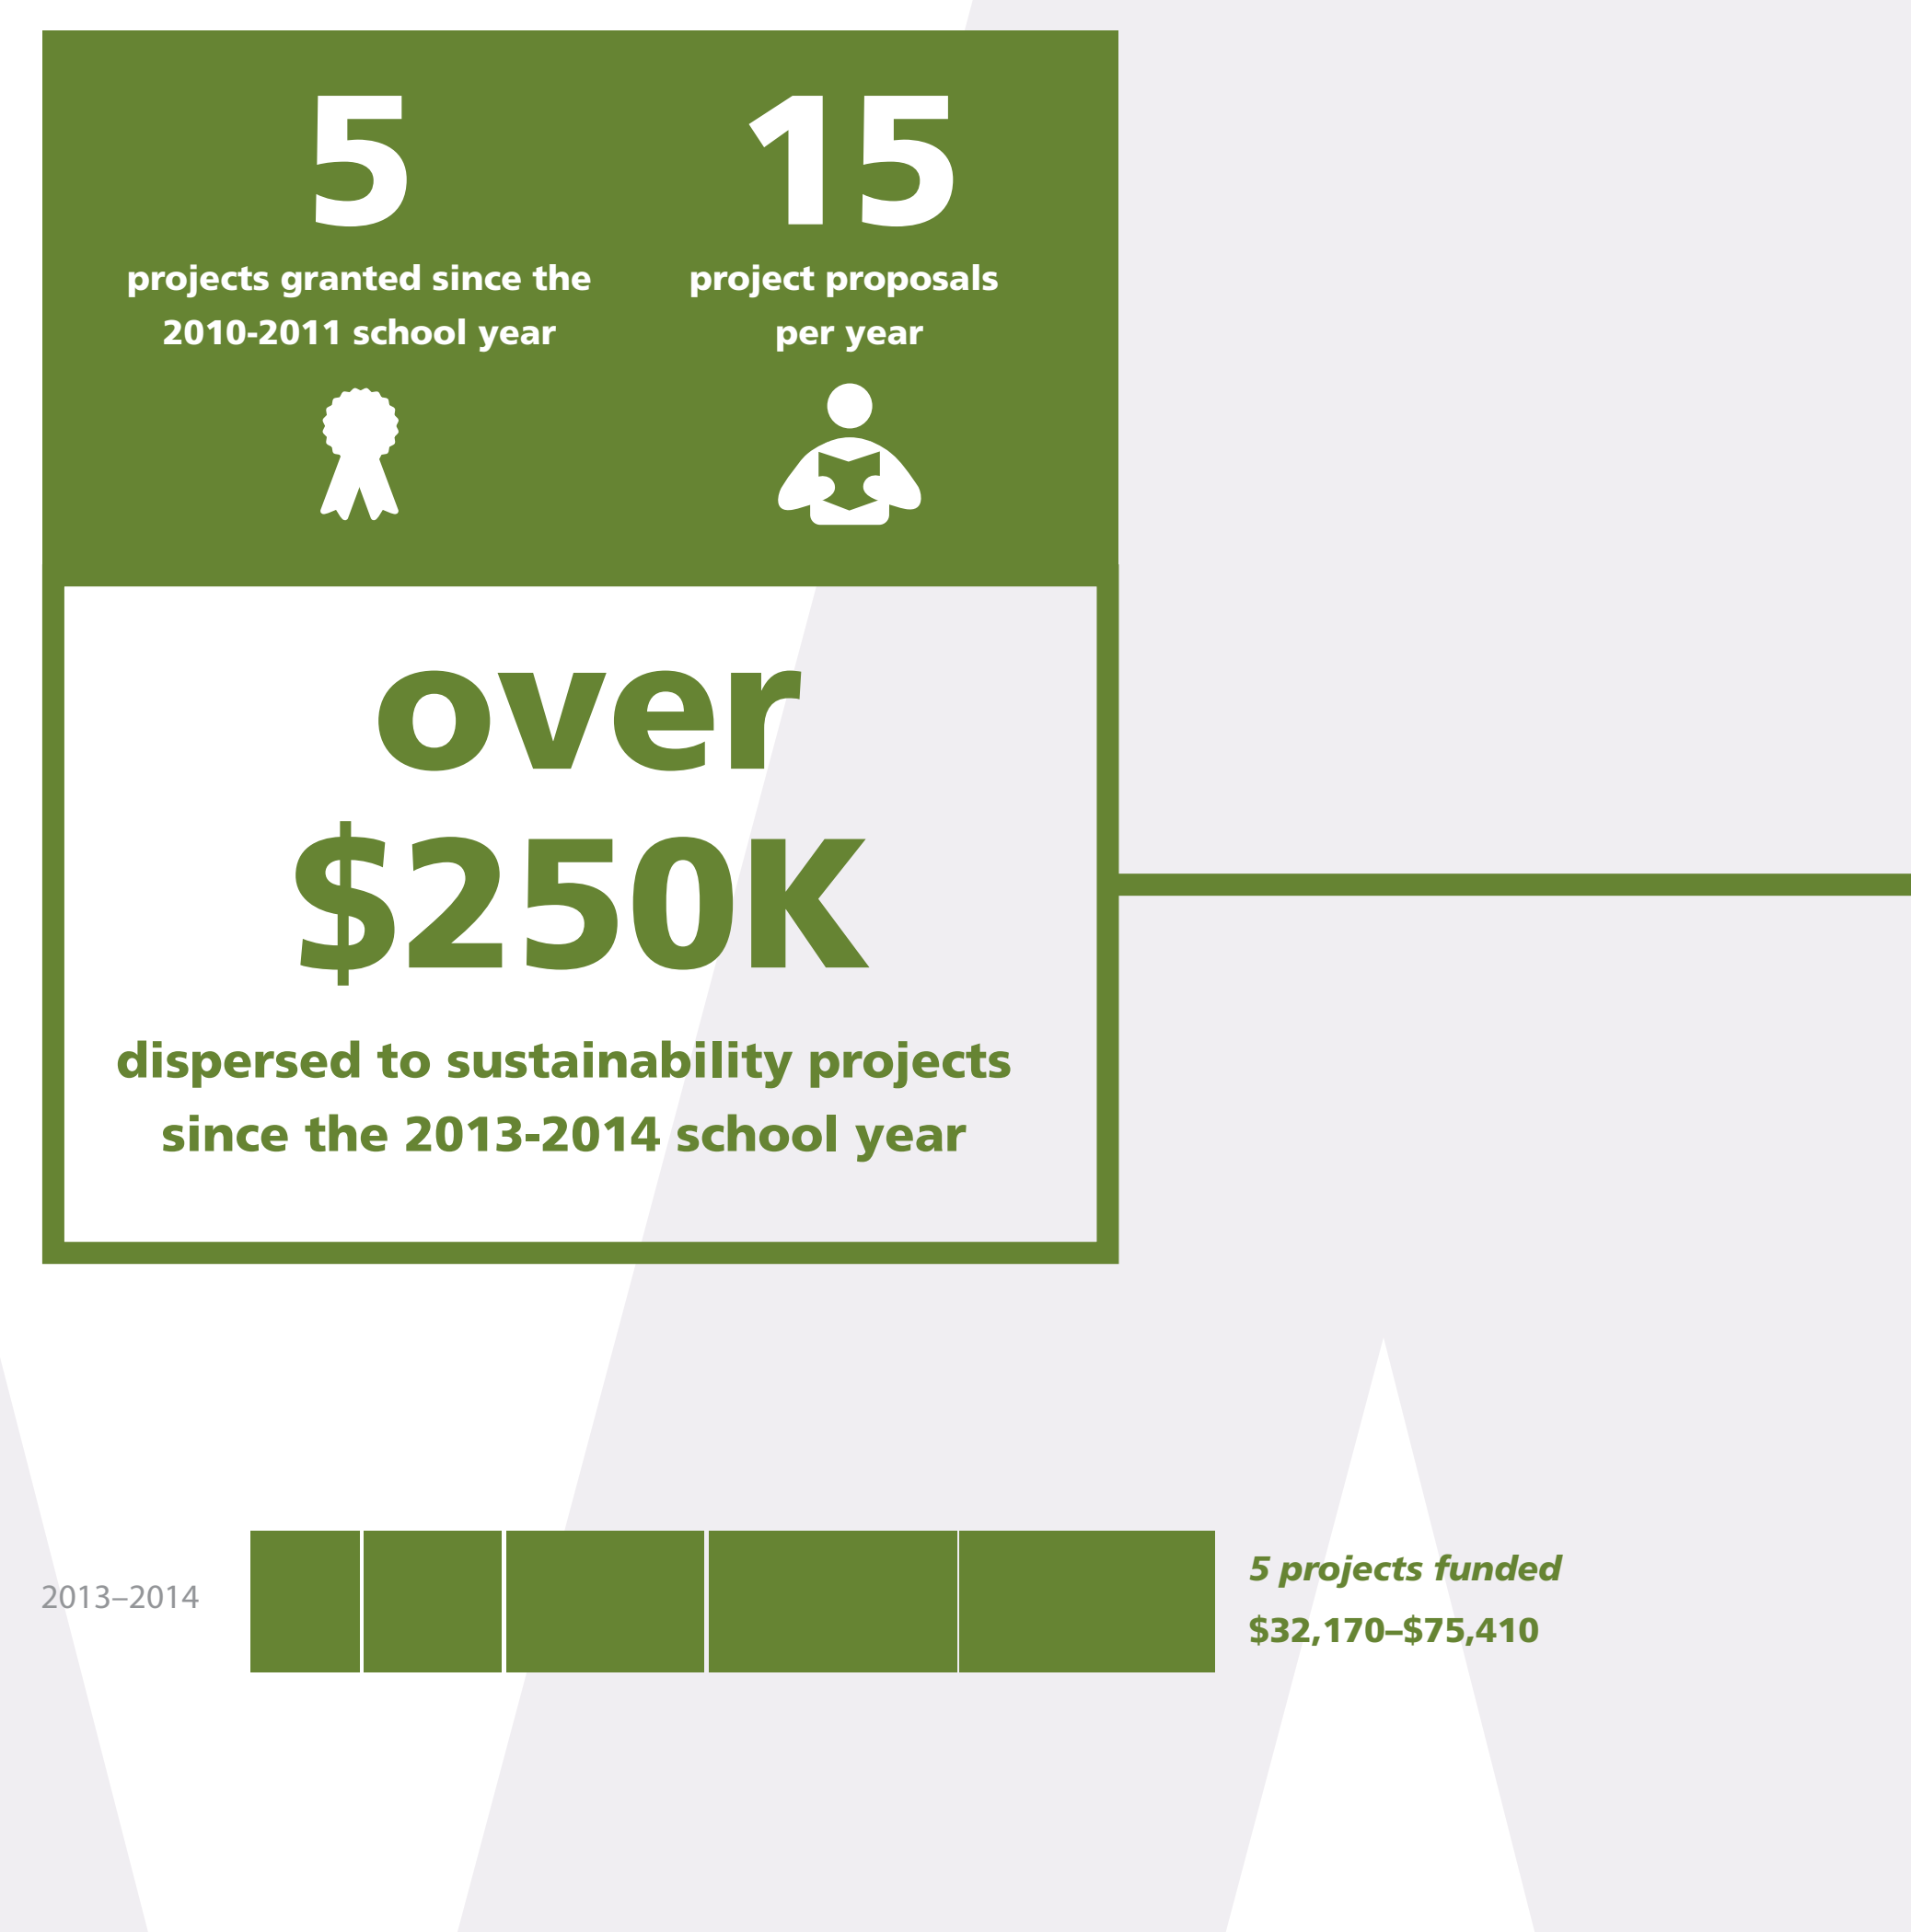 5
projects granted since the
2010-2011 school year
15
project proposals
per year
over
$250K
dispersed to sustainability projects
since the 2013-2014 school year
2013–2014
5 projects funded
$32,170–$75,410